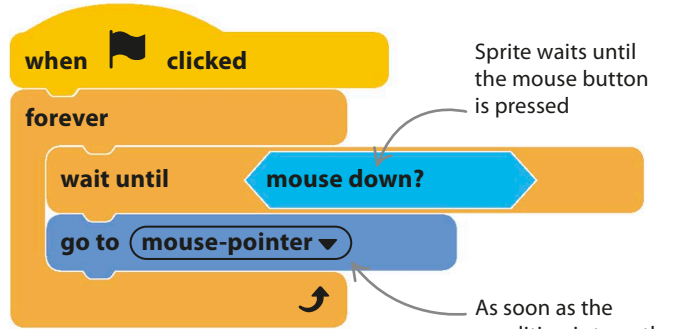 when clicked
Sprite waits until
the mouse button
is pressed
forever
wait until mouse down?
go to mouse-pointer
As soon as the